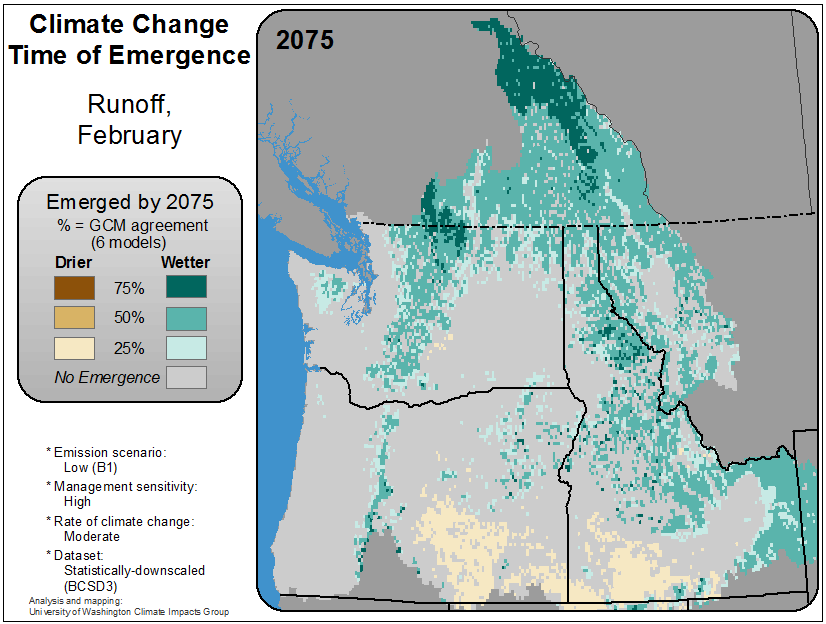 Climate Change
Time of Emergence
Runoff,
February
2075
Emerged by 2075
% = GCM agreement
(6 models)
Drier
Wetter
75%
50%
25%
No Emergence
* Emission scenario:
Low (B1)
* Management sensitivity:
High
* Rate of climate change:
Moderate
* Dataset:
Statistically-downscaled
(BCSD3)
Analysis and mapping:
University of Washington Climate Impacts Group